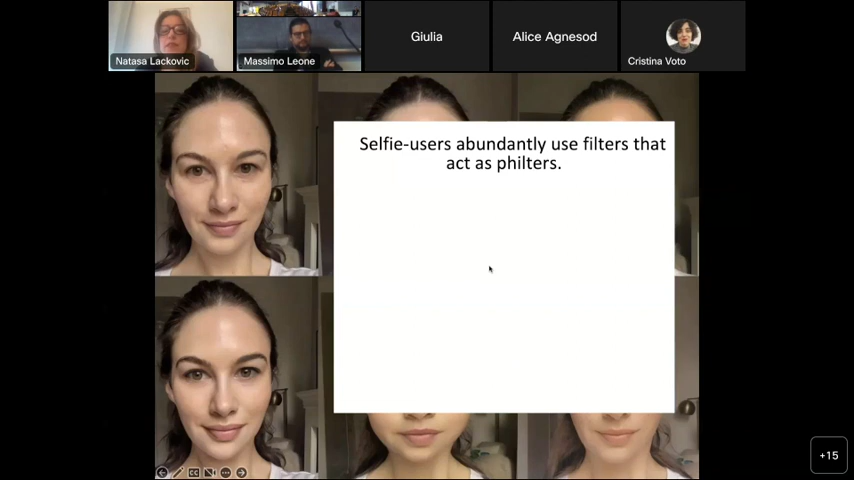 Natasa Lackovic
Massimo Leone
Giulia
Alice Agnesod
Cristina Voto
Selfie-users abundantly use filters that
act as philters.
+15